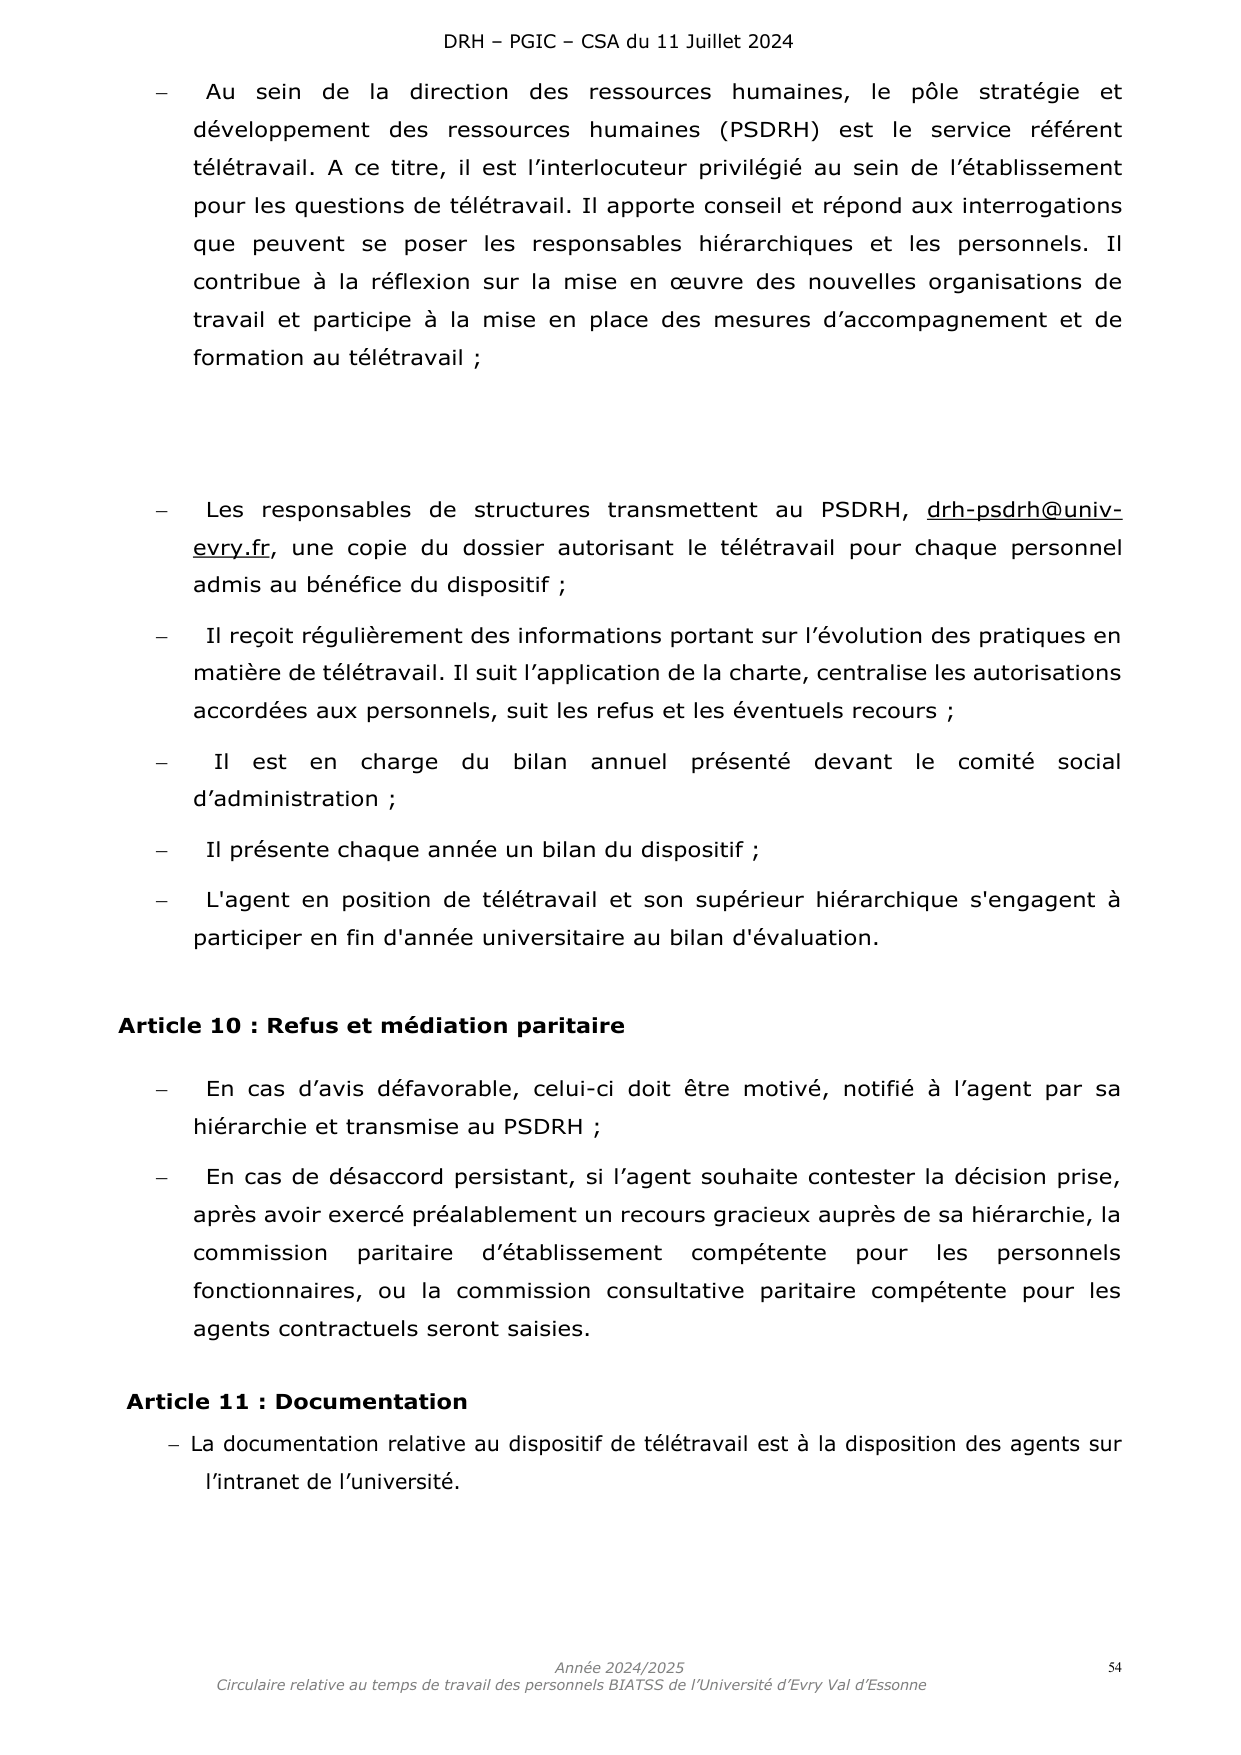 DRH – PGIC – CSA du 11 Juillet 2024
– Au sein de la direction des ressources humaines, le pôle stratégie et
développement des ressources humaines (PSDRH) est le service référent
télétravail. A ce titre, il est l’interlocuteur privilégié au sein de l’établissement
pour les questions de télétravail. Il apporte conseil et répond aux interrogations
que peuvent se poser les responsables hiérarchiques et les personnels. Il
contribue à la réflexion sur la mise en œuvre des nouvelles organisations de
travail et participe à la mise en place des mesures d’accompagnement et de
formation au télétravail ;
– Les responsables de structures transmettent au PSDRH, drh-psdrh@univ-
evry.fr, une copie du dossier autorisant le télétravail pour chaque personnel
admis au bénéfice du dispositif ;
– Il reçoit régulièrement des informations portant sur l’évolution des pratiques en
matière de télétravail. Il suit l’application de la charte, centralise les autorisations
accordées aux personnels, suit les refus et les éventuels recours ;
– Il est en charge du bilan annuel présenté devant le comité social
d’administration ;
– Il présente chaque année un bilan du dispositif ;
– L'agent en position de télétravail et son supérieur hiérarchique s'engagent à
participer en fin d'année universitaire au bilan d'évaluation.
Article 10 : Refus et médiation paritaire
– En cas d’avis défavorable, celui-ci doit être motivé, notifié à l’agent par sa
hiérarchie et transmise au PSDRH ;
– En cas de désaccord persistant, si l’agent souhaite contester la décision prise,
après avoir exercé préalablement un recours gracieux auprès de sa hiérarchie, la
commission paritaire d’établissement compétente pour les personnels
fonctionnaires, ou la commission consultative paritaire compétente pour les
agents contractuels seront saisies.
Article 11 : Documentation
– La documentation relative au dispositif de télétravail est à la disposition des agents sur
l’intranet de l’université.
Année 2024/2025
54
Circulaire relative au temps de travail des personnels BIATSS de l’Université d’Evry Val d’Essonne